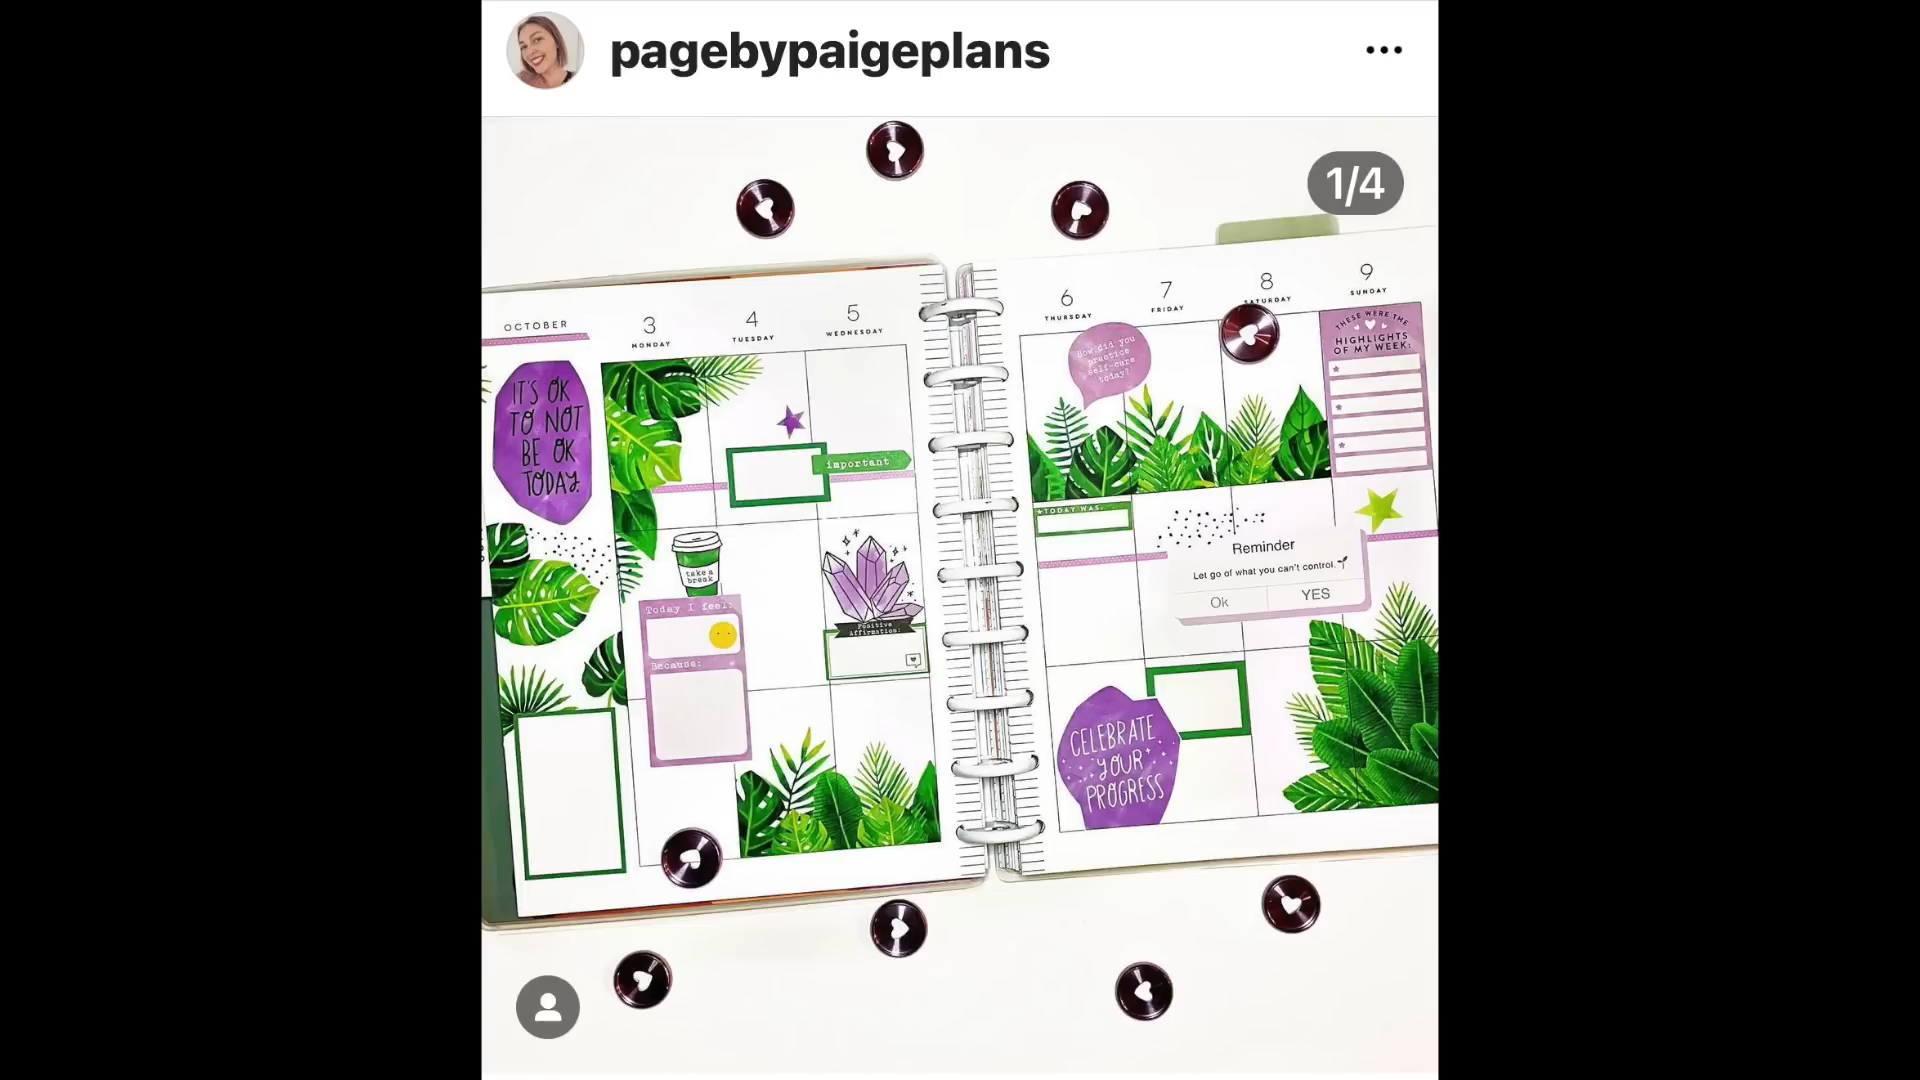 pagebypaigeplans
1/4
OCTOBER
3
MONDAY
4
TUESDAY
5
WEDNESDAY
6
THURSDAY
7
FRIDAY
8
SATURDAY
9
SUNDAY
IT'S OK
TO NOT
BE OK
TODAY.
important
take a
break
Today I feel:
Because:
Positive
Affirmation:
How did you
practice
self-care
today?
THESE WERE THE
HIGHLIGHTS
OF MY WEEK:
TODAY WAS:
Reminder
Let go of what you can't control.
Ok
YES
CELEBRATE
YOUR
PROGRESS